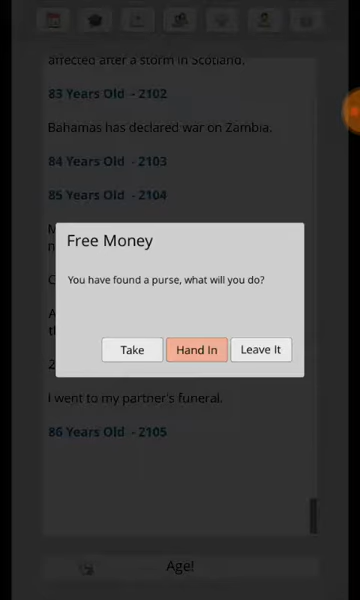 affected after a storm in Scotland.
83 Years Old - 2102
Bahamas has declared war on Zambia.
84 Years Old - 2103
85 Years Old - 2104
Free Money
You have found a purse, what will you do?
Take
Hand In
Leave It
I went to my partner's funeral.
86 Years Old - 2105
Age!